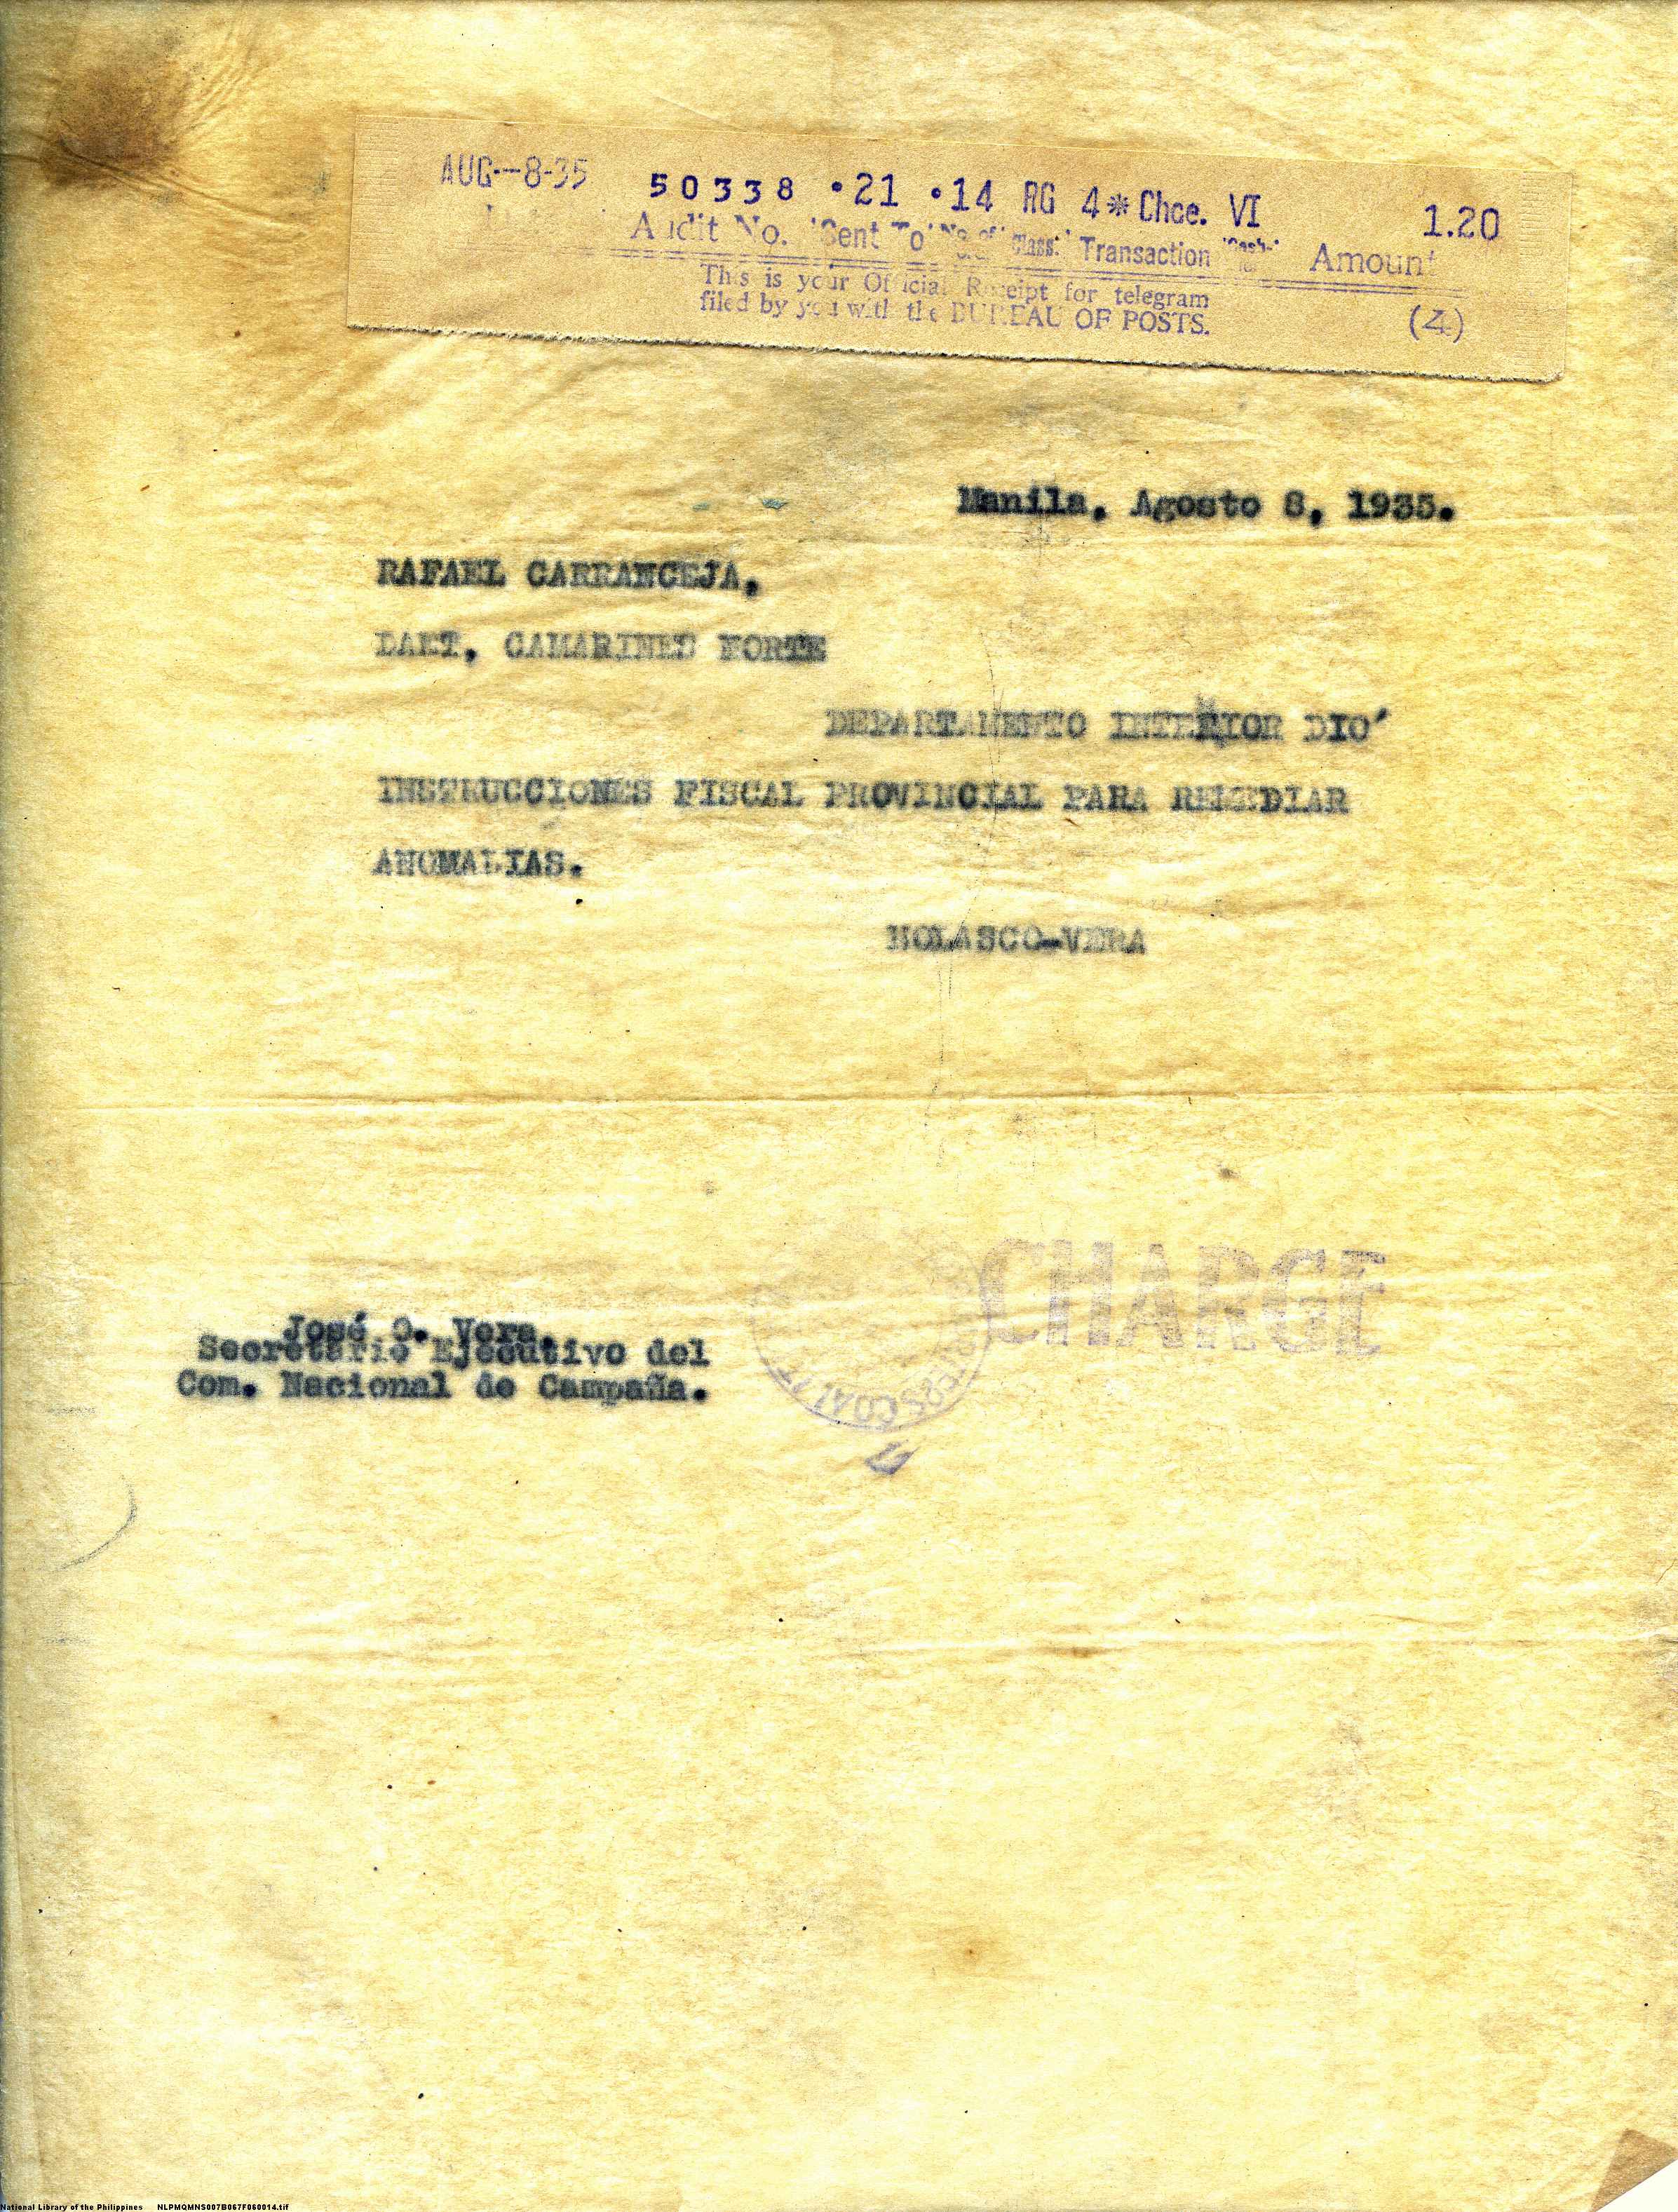 AUG--8-35 50338 •21 •14 RG 4* Chce. VI 1.20
Audit No. Sent To No. of Class. Transaction Cash- Amount
This is your Official Receipt for telegram
filed by you with the BUREAU OF POSTS. (4)
Manila, Agosto 8, 1935.
RAFAEL CARRANCEJA,
DAET, CAMARINES NORTE
DEPARTAMENTO INTERIOR DIO´
INSTRUCCIONES FISCAL PROVINCIAL PARA REMEDIAR
ANOMALIAS.
NOLASCO-VERA
CHARGE
José O. Vera,
Secretario Ejecutivo del
Com. Nacional de Campaña.
National Library of the Philippines NLPMQMNS007B067F060014.tif